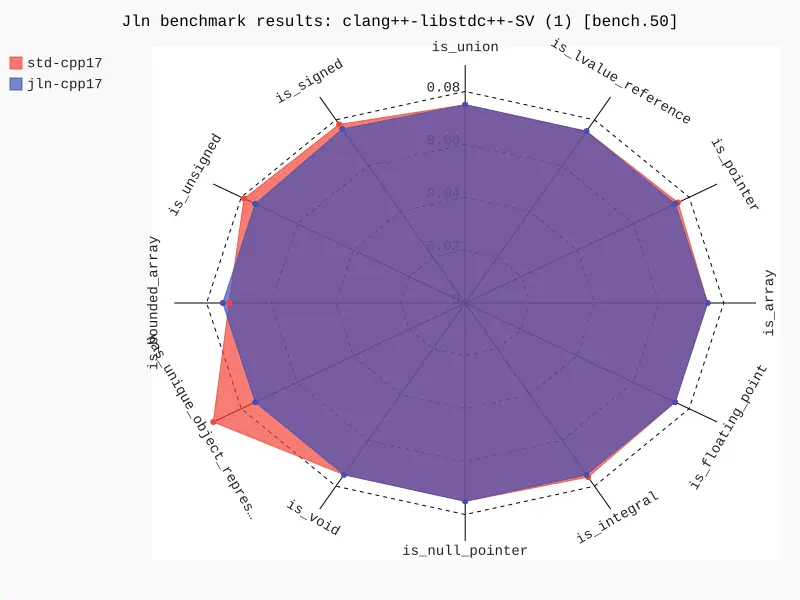 Jln benchmark results: clang++-libstdc++-SV (1) [bench.50]
std-cpp17
jln-cpp17
is_union
is_lvalue_reference
is_pointer
is_array
is_floating_point
is_integral
is_null_pointer
is_void
has_unique_object_repres…
is_bounded_array
is_unsigned
is_signed
0.08
0.06
0.04
0.02
0